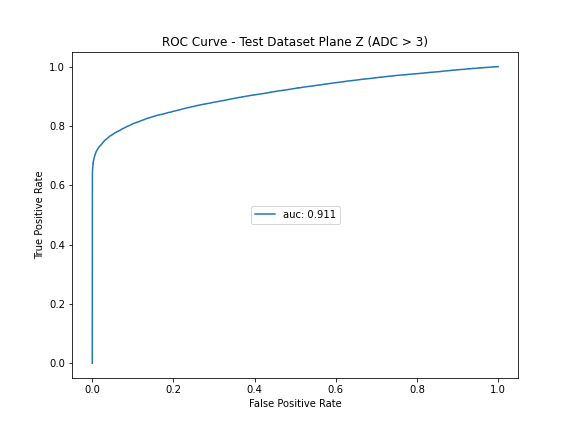 ROC Curve - Test Dataset Plane Z (ADC > 3)
True Positive Rate
1.0
0.8
0.6
0.4
0.2
0.0
auc: 0.911
0.0 0.2 0.4 0.6 0.8 1.0
False Positive Rate